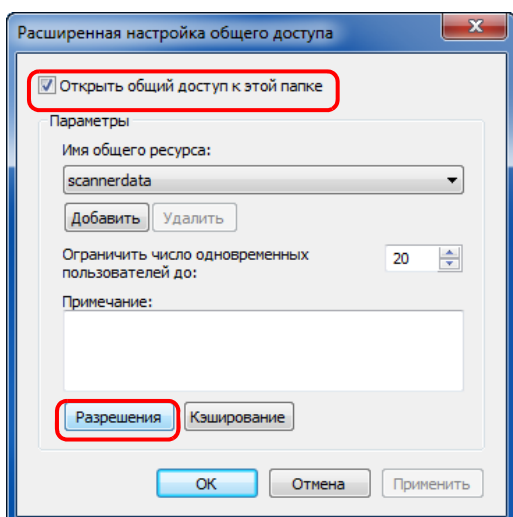 Расширенная настройка общего доступа
Открыть общий доступ к этой папке
Параметры
Имя общего ресурса:
scannerdata
Добавить Удалить
Ограничить число одновременных 20
пользователей до:
Примечание:
Разрешения Кэширование
OK Отмена Применить